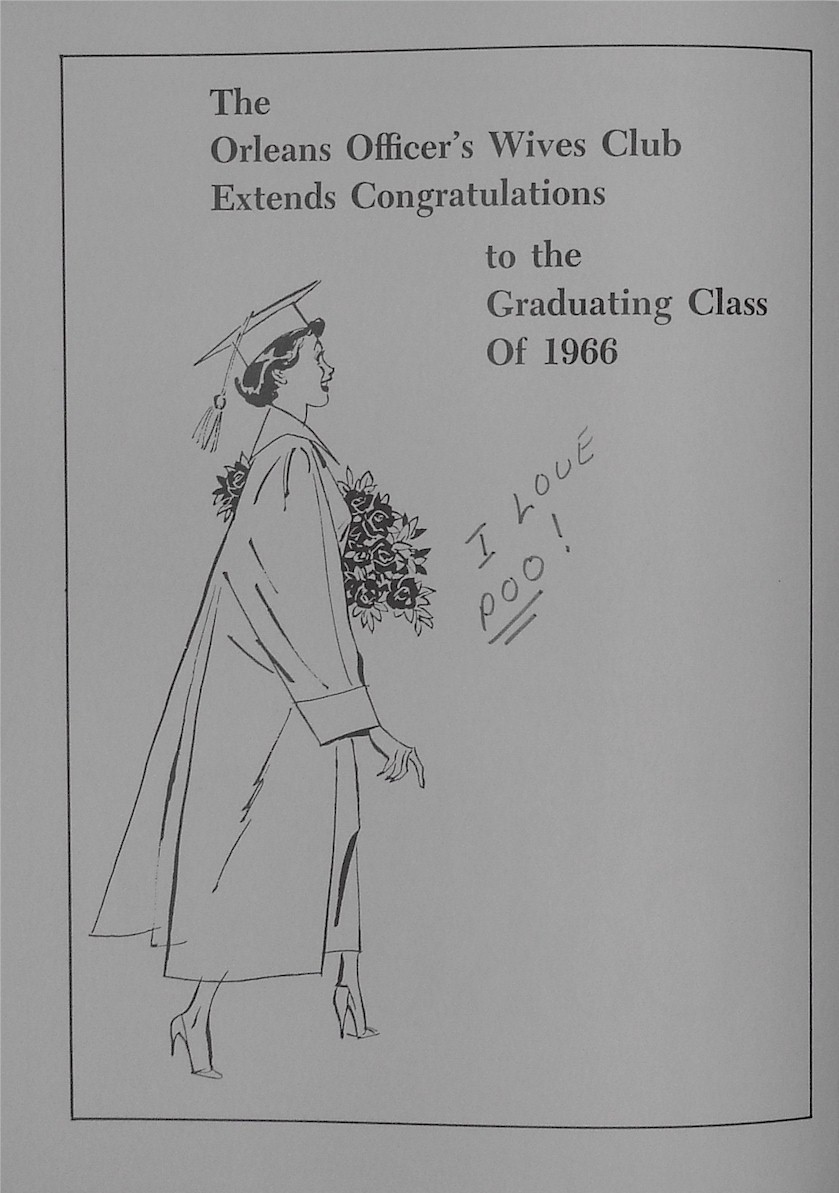 The
Orleans Officer's Wives Club
Extends Congratulations
to the
Graduating Class
Of 1966
I LOVE
POO!